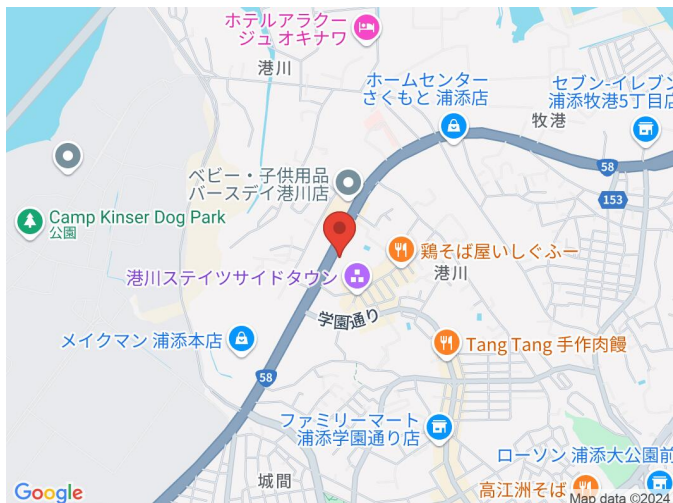 ホテルアラクー
ジュ オキナワ
港川
ホームセンター
さくもと 浦添店
セブン-イレブン
浦添牧港5丁目店
牧港
58
ベビー・子供用品
バースデイ港川店
153
Camp Kinser Dog Park
公園
鶏そば屋いしぐふー
港川ステイツサイドタウン
港川
学園通り
メイクマン 浦添本店
Tang Tang 手作肉饅
58
ファミリーマート
浦添学園通り店
ローソン 浦添大公園前
城間
高江洲そば
Google
Map data ©2024